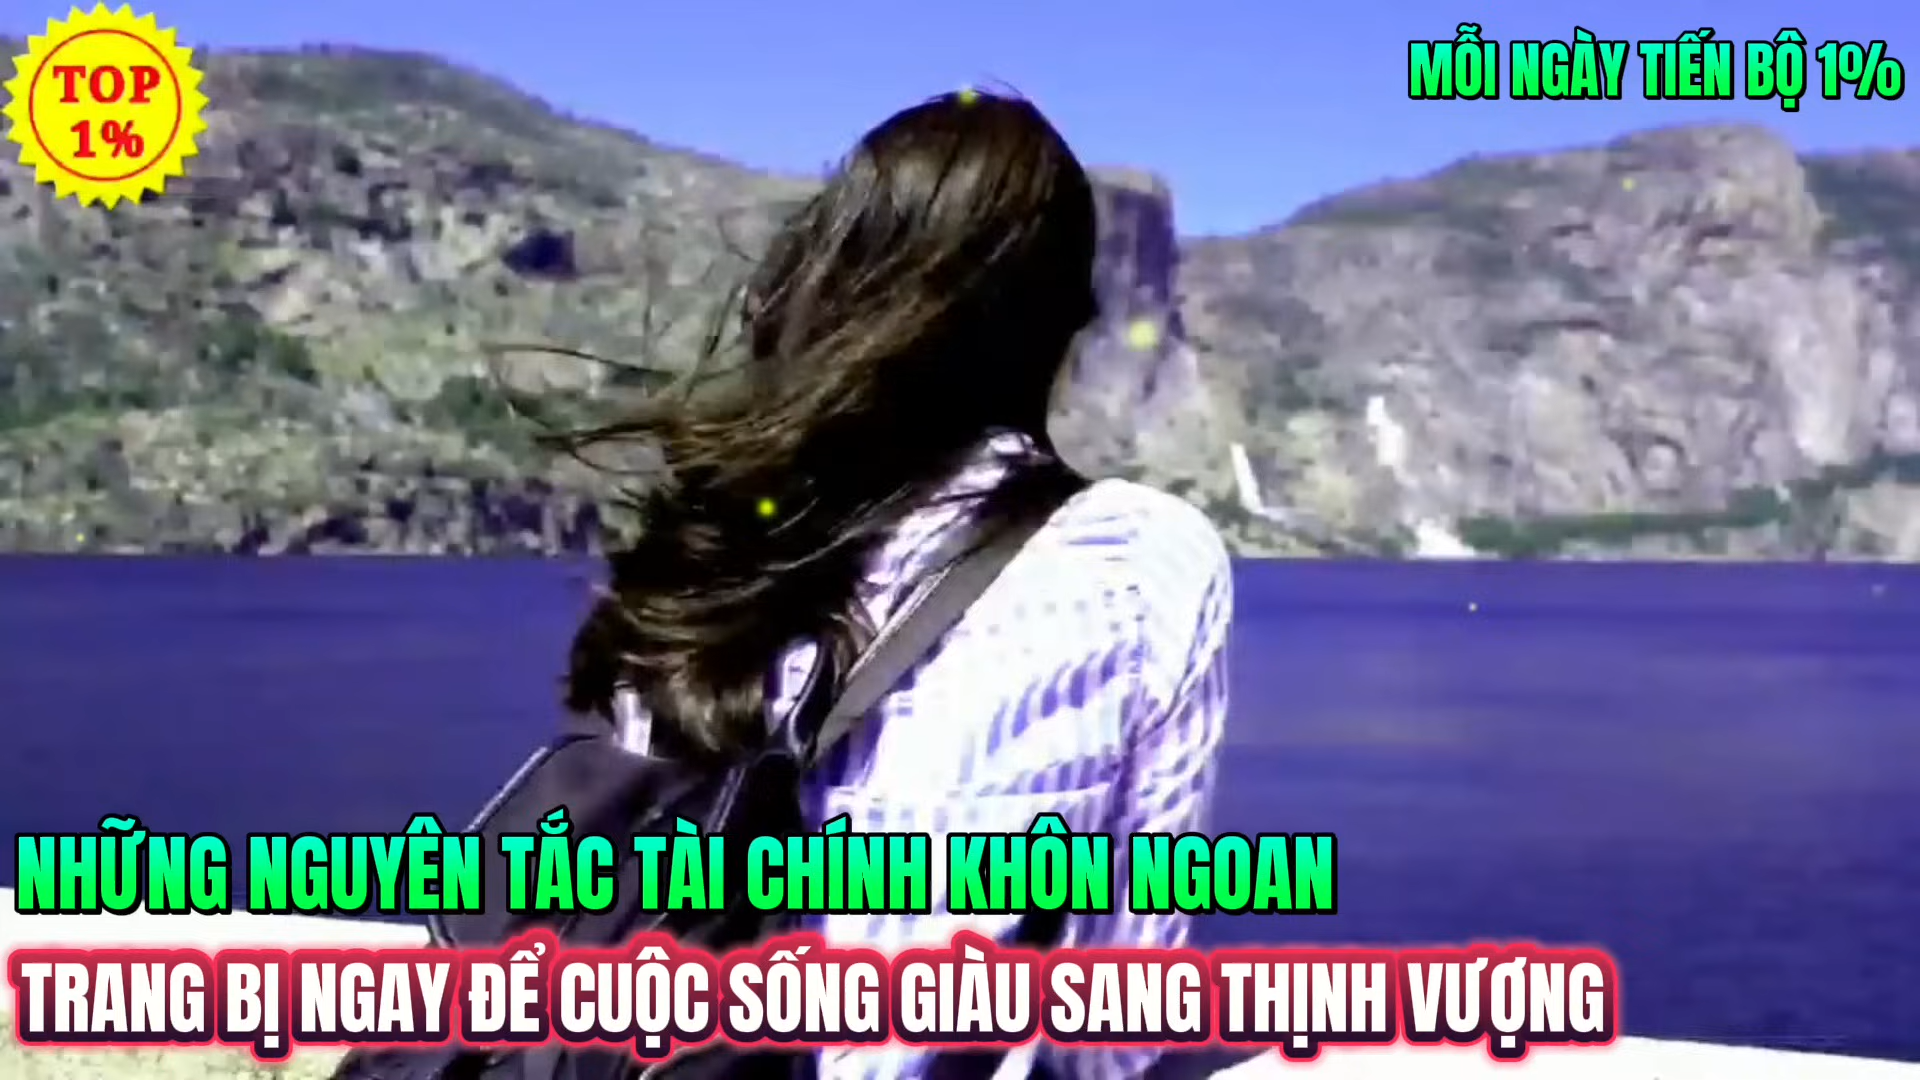 TOP
1%
MỖI NGÀY TIẾN BỘ 1%
NHỮNG NGUYÊN TẮC TÀI CHÍNH KHÔN NGOAN
TRANG BỊ NGAY ĐỂ CUỘC SỐNG GIÀU SANG THỊNH VƯỢNG